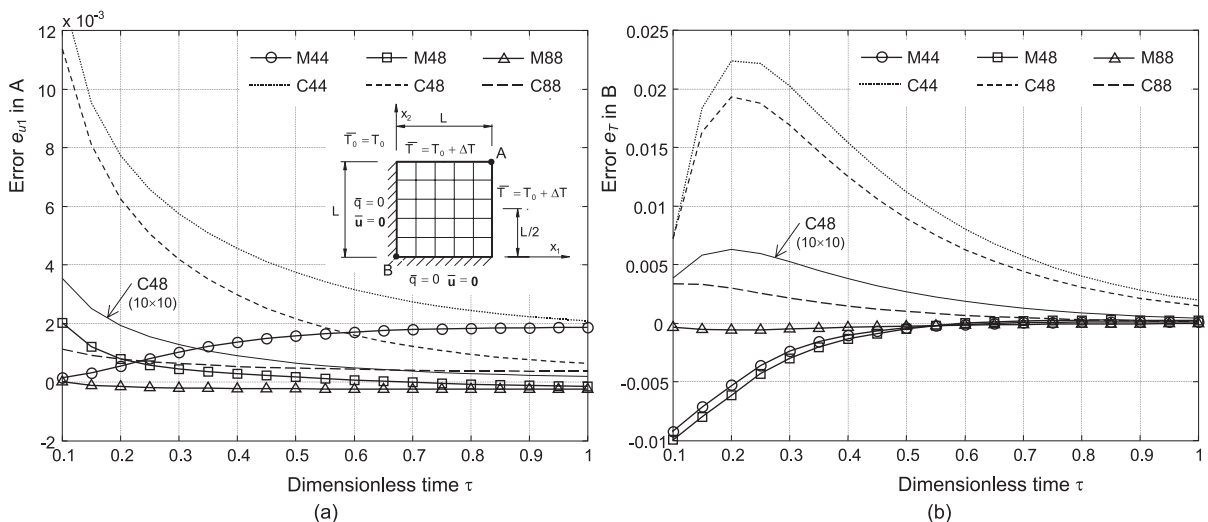 x 10⁻³
12
10
8
6
4
2
0
-2
Error e_u1 in A
M44 M48 M88
C44 C48 C88
x₂
L
T̄₀ = T₀
T̄ = T₀ + ΔT
A
T̄ = T₀ + ΔT
L
q̄ = 0
ū = 0
L/2
x₁
B
q̄ = 0 ū = 0
C48
(10×10)
0.1 0.2 0.3 0.4 0.5 0.6 0.7 0.8 0.9 1
Dimensionless time τ
(a)
0.025
0.02
0.015
0.01
0.005
0
-0.005
-0.01
Error e_T in B
M44 M48 M88
C44 C48 C88
C48
(10×10)
0.1 0.2 0.3 0.4 0.5 0.6 0.7 0.8 0.9 1
Dimensionless time τ
(b)